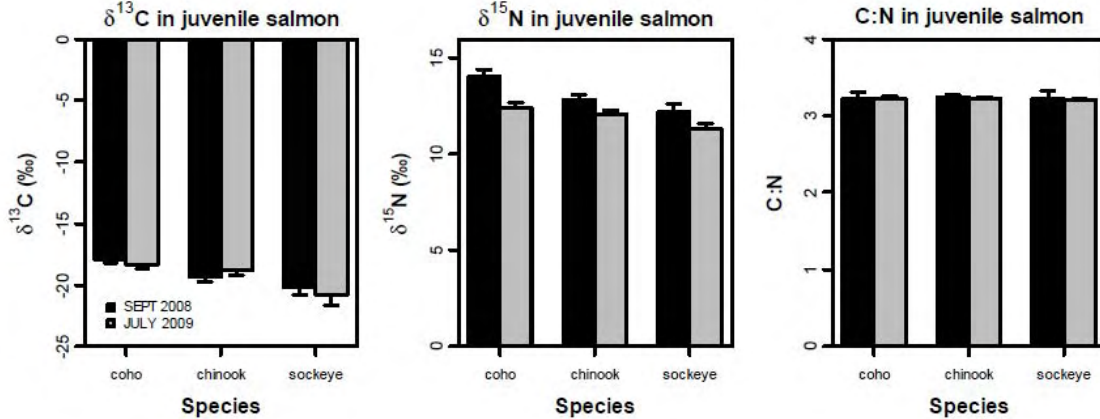 δ¹³C in juvenile salmon
0
-5
-10
-15
-20
-25
δ¹³C (‰)
SEPT 2008
JULY 2009
coho chinook sockeye
Species
δ¹⁵N in juvenile salmon
15
10
5
0
δ¹⁵N (‰)
coho chinook sockeye
Species
C:N in juvenile salmon
4
3
2
1
0
C:N
coho chinook sockeye
Species